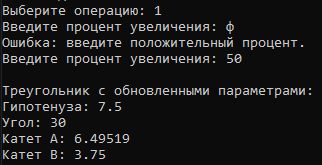 Выберите операцию: 1
Введите процент увеличения: ф
Ошибка: введите положительный процент.
Введите процент увеличения: 50
Треугольник с обновленными параметрами:
Гипотенуза: 7.5
Угол: 30
Катет A: 6.49519
Катет B: 3.75